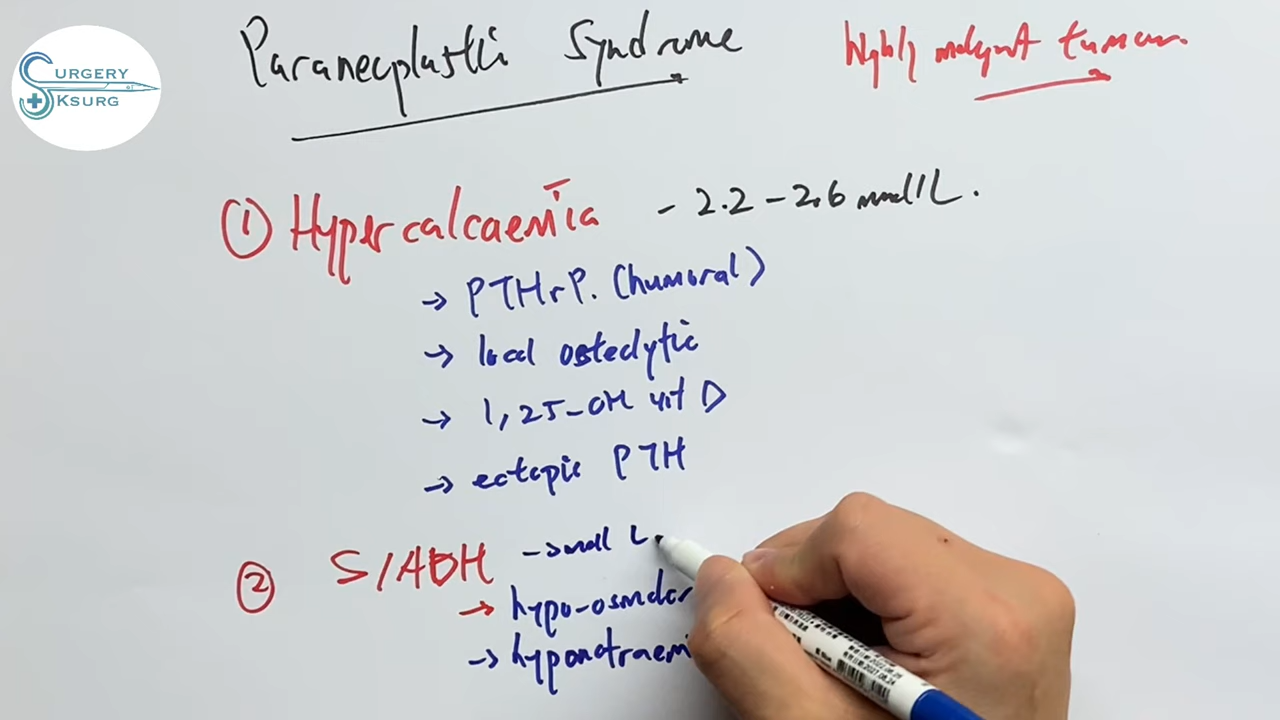 SURGERY
OF
KSURG
Paraneoplastic Syndrome
highly malignant tumour.
① Hypercalcaemia - 2.2-2.6 mmol/L.
→ PTHrP. (humoral)
→ local osteolytic
→ 1,25-OH vit D
→ ectopic PTH
② SIADH → small L
→ hypo-osmolar
→ hyponatraemi